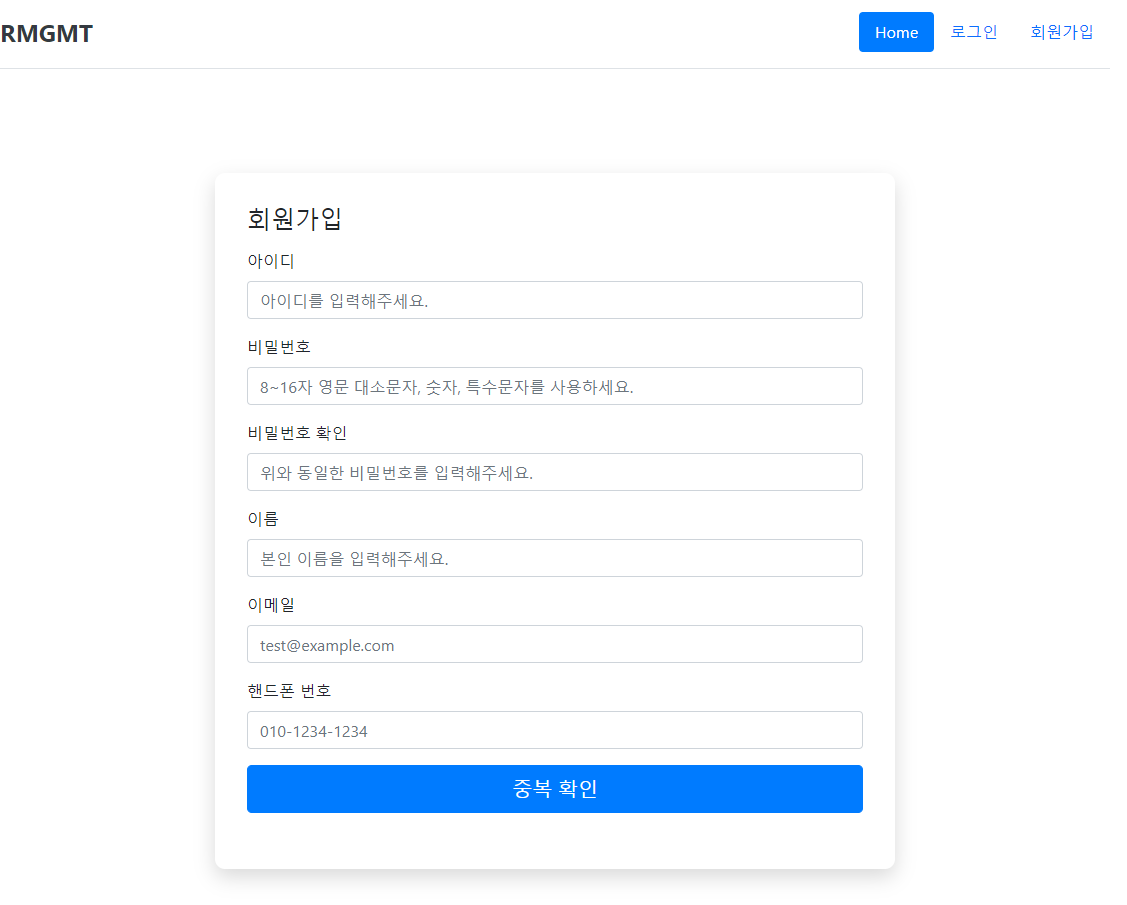 RMGMT
Home 로그인 회원가입
회원가입
아이디
아이디를 입력해주세요.
비밀번호
8~16자 영문 대소문자, 숫자, 특수문자를 사용하세요.
비밀번호 확인
위와 동일한 비밀번호를 입력해주세요.
이름
본인 이름을 입력해주세요.
이메일
test@example.com
핸드폰 번호
010-1234-1234
중복 확인